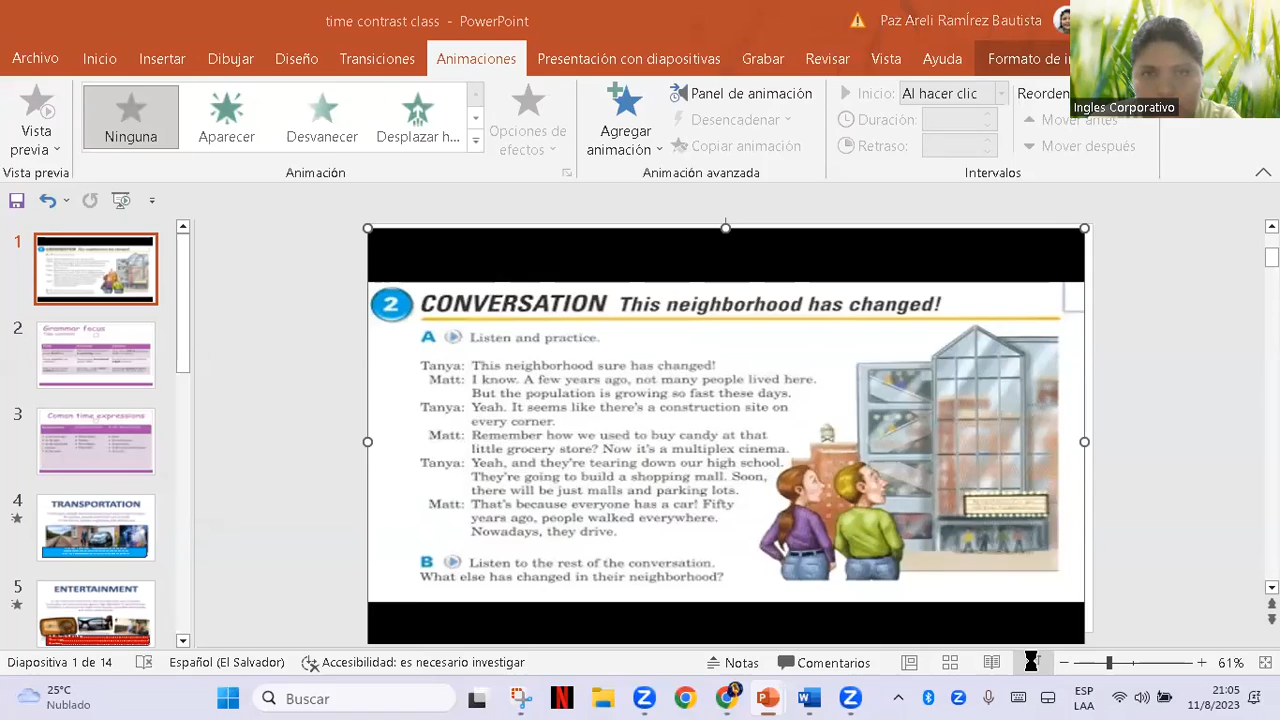 time contrast class - PowerPoint
Paz Areli Ramírez Bautista
Archivo Inicio Insertar Dibujar Diseño Transiciones Animaciones Presentación con diapositivas Grabar Revisar Vista Ayuda Formato de i
Ingles Corporativo
Vista previa
Ninguna Aparecer Desvanecer Desplazar h...
Opciones de efectos
Agregar animación
Panel de animación
Desencadenar
Copiar animación
Inicio: Al hacer clic
Duración:
Retraso:
Reorden
Mover antes
Mover después
Vista previa Animación Animación avanzada Intervalos
1
2
Grammar focus
3
Comon time expressions
4
TRANSPORTATION
5
ENTERTAINMENT
2 CONVERSATION This neighborhood has changed!
A Listen and practice.
Tanya: This neighborhood sure has changed!
Matt: I know. A few years ago, not many people lived here.
But the population is growing so fast these days.
Tanya: Yeah. It seems like there's a construction site on
every corner.
Matt: Remember how we used to buy candy at that
little grocery store? Now it's a multiplex cinema.
Tanya: Yeah, and they're tearing down our high school.
They're going to build a shopping mall. Soon,
there will be just malls and parking lots.
Matt: That's because everyone has a car! Fifty
years ago, people walked everywhere.
Nowadays, they drive.
B Listen to the rest of the conversation.
What else has changed in their neighborhood?
Diapositiva 1 de 14 Español (El Salvador) Accesibilidad: es necesario investigar Notas Comentarios 61%
25°C
Nublado
Buscar
ESP
LAA
21:05
11/8/2023